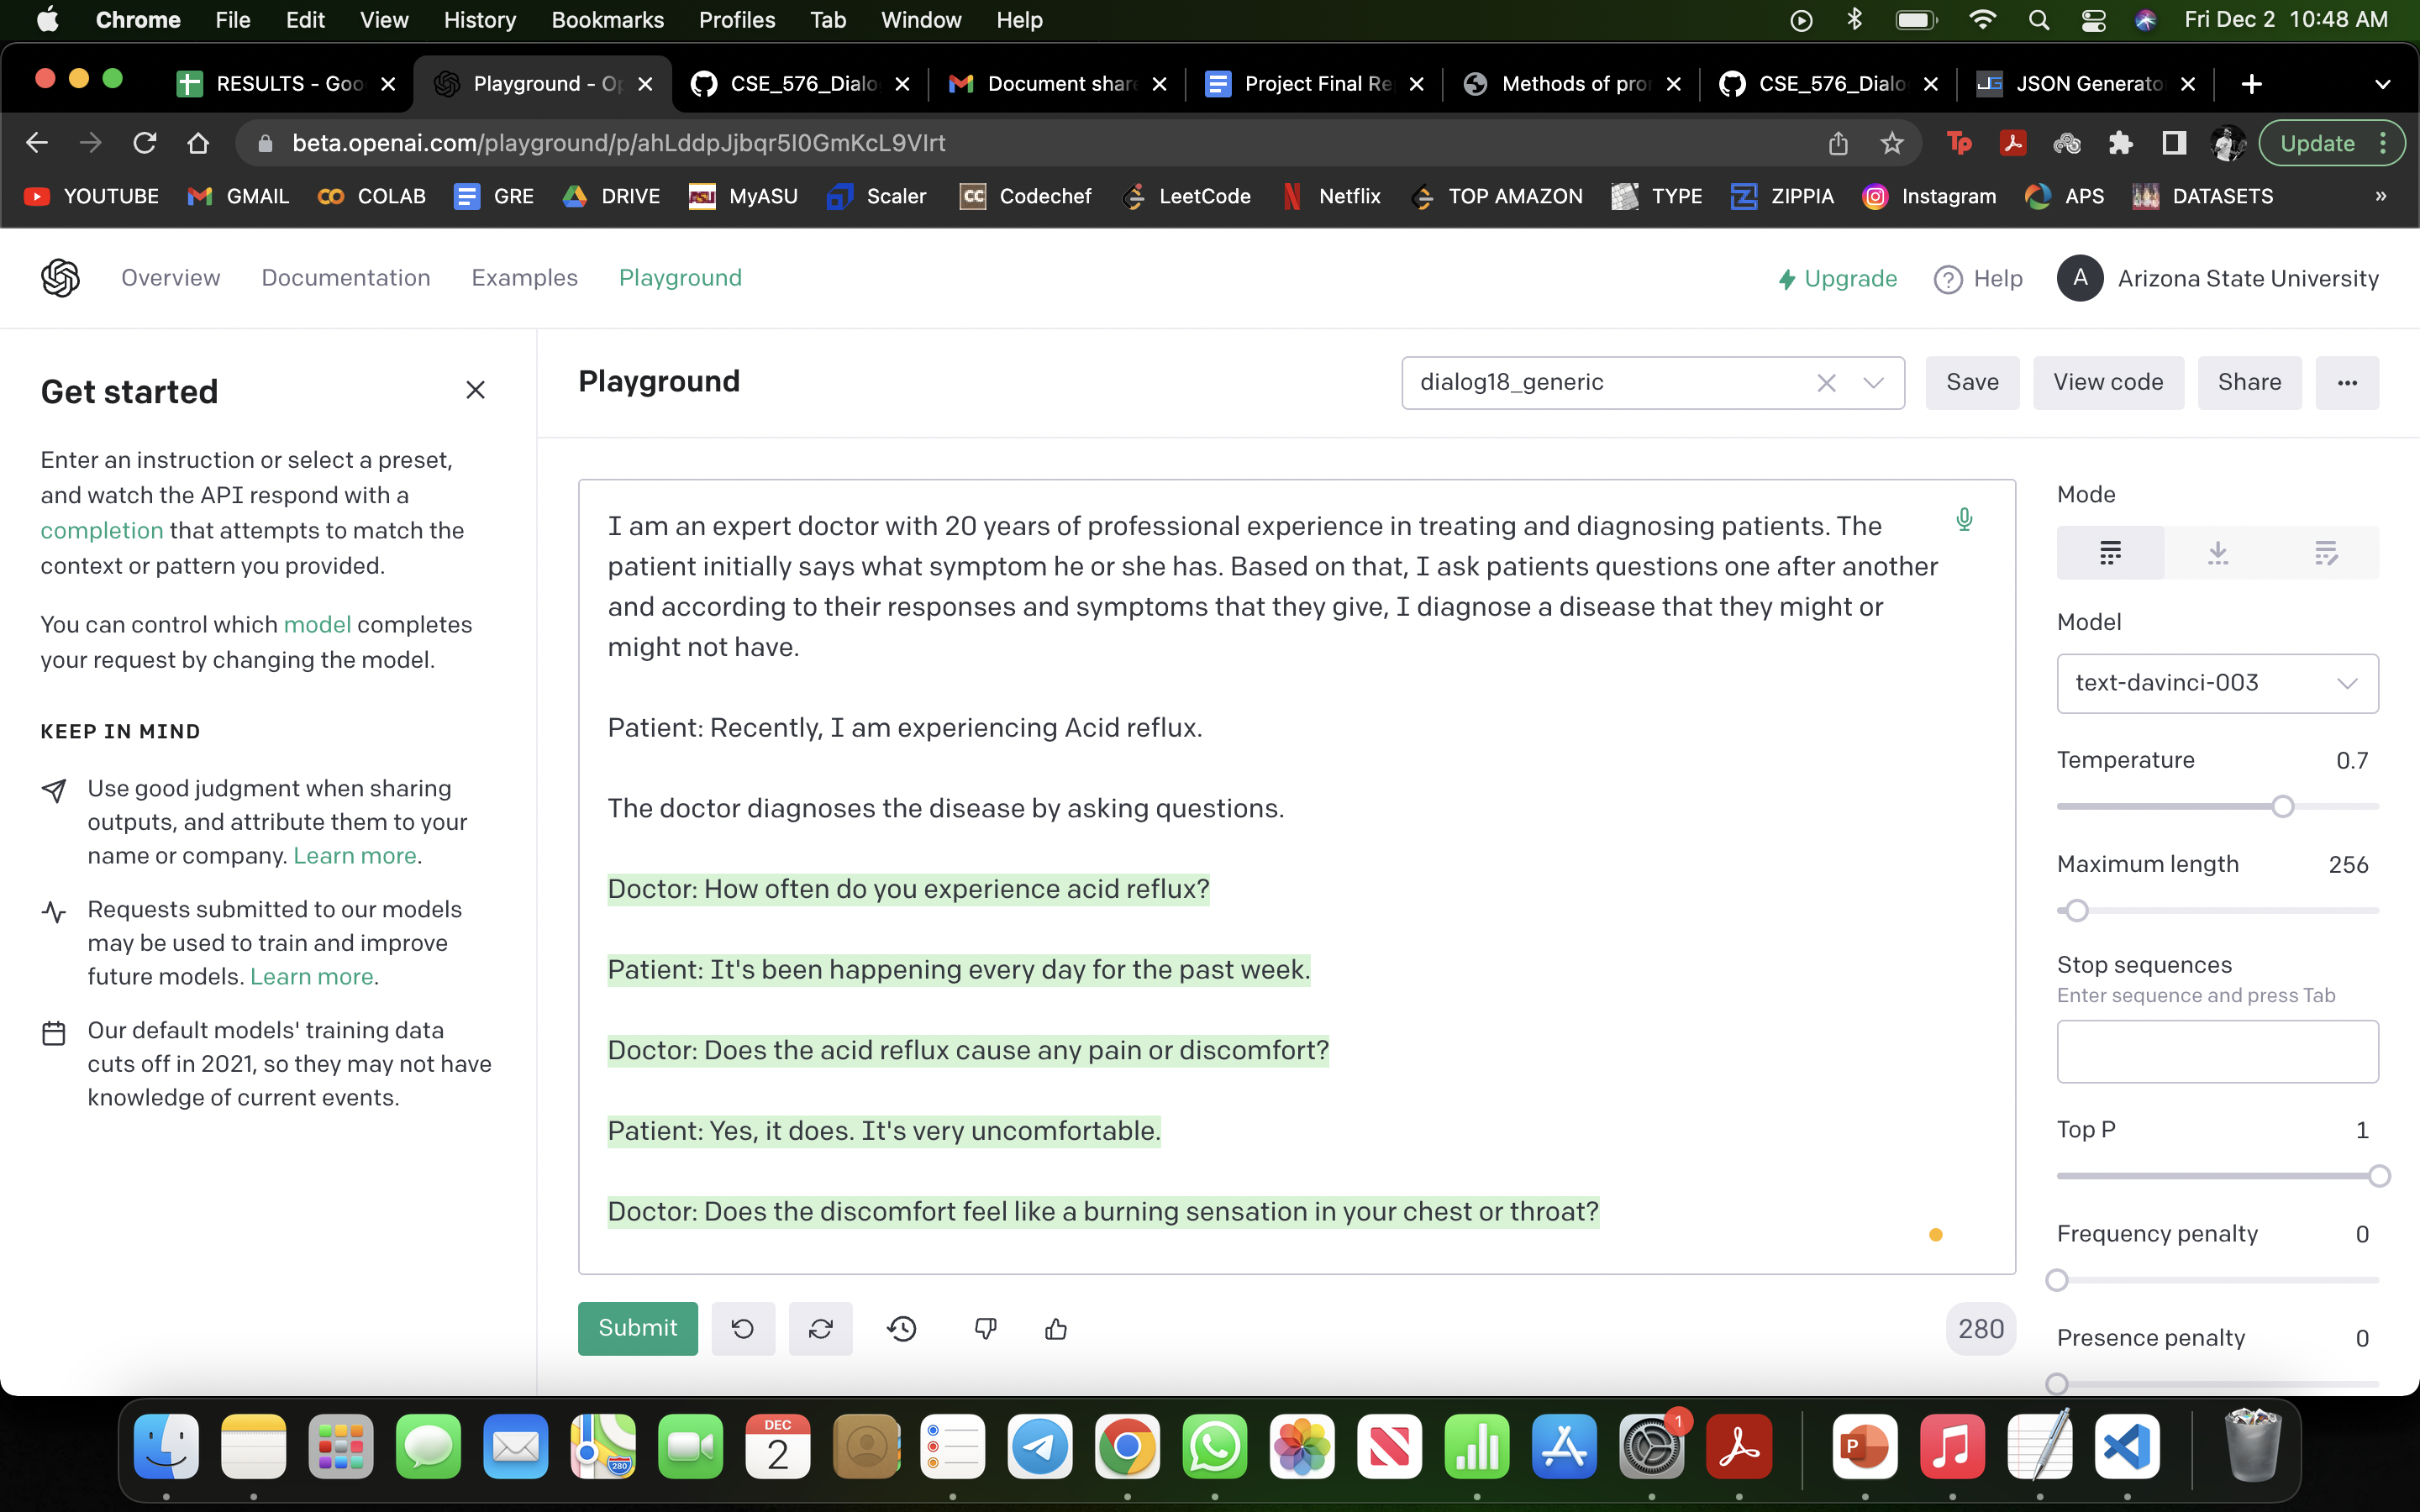 Chrome File Edit View History Bookmarks Profiles Tab Window Help Fri Dec 2 10:48 AM
RESULTS - Goo Playground - Op CSE_576_Dialo Document share Project Final Re Methods of pro CSE_576_Dialo JSON Generato
beta.openai.com/playground/p/ahLddpJjbqr5I0GmKcL9VIrt Update
YOUTUBE GMAIL COLAB GRE DRIVE MyASU Scaler Codechef LeetCode Netflix TOP AMAZON TYPE ZIPPIA Instagram APS DATASETS »
Overview Documentation Examples Playground Upgrade Help A Arizona State University
Get started
Enter an instruction or select a preset,
and watch the API respond with a
completion that attempts to match the
context or pattern you provided.
You can control which model completes
your request by changing the model.
KEEP IN MIND
Use good judgment when sharing
outputs, and attribute them to your
name or company. Learn more.
Requests submitted to our models
may be used to train and improve
future models. Learn more.
Our default models' training data
cuts off in 2021, so they may not have
knowledge of current events.
Playground dialog18_generic Save View code Share ...
I am an expert doctor with 20 years of professional experience in treating and diagnosing patients. The
patient initially says what symptom he or she has. Based on that, I ask patients questions one after another
and according to their responses and symptoms that they give, I diagnose a disease that they might or
might not have.
Patient: Recently, I am experiencing Acid reflux.
The doctor diagnoses the disease by asking questions.
Doctor: How often do you experience acid reflux?
Patient: It's been happening every day for the past week.
Doctor: Does the acid reflux cause any pain or discomfort?
Patient: Yes, it does. It's very uncomfortable.
Doctor: Does the discomfort feel like a burning sensation in your chest or throat?
Submit 280
Mode
Model
text-davinci-003
Temperature 0.7
Maximum length 256
Stop sequences
Enter sequence and press Tab
Top P 1
Frequency penalty 0
Presence penalty 0
DEC
2
280
1